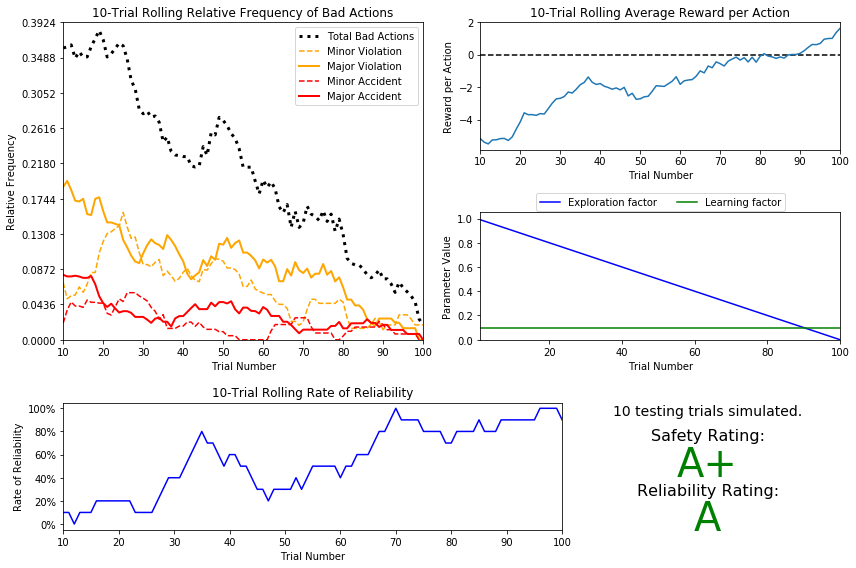 10-Trial Rolling Relative Frequency of Bad Actions
Relative Frequency
0.3924
0.3488
0.3052
0.2616
0.2180
0.1744
0.1308
0.0872
0.0436
0.0000
Total Bad Actions
Minor Violation
Major Violation
Minor Accident
Major Accident
10 20 30 40 50 60 70 80 90 100
Trial Number
10-Trial Rolling Average Reward per Action
Reward per Action
2
0
−2
−4
10 20 30 40 50 60 70 80 90 100
Trial Number
Exploration factor Learning factor
Parameter Value
1.0
0.8
0.6
0.4
0.2
0.0
20 40 60 80 100
Trial Number
10-Trial Rolling Rate of Reliability
Rate of Reliability
100%
80%
60%
40%
20%
0%
10 20 30 40 50 60 70 80 90 100
Trial Number
10 testing trials simulated.
Safety Rating:
A+
Reliability Rating:
A